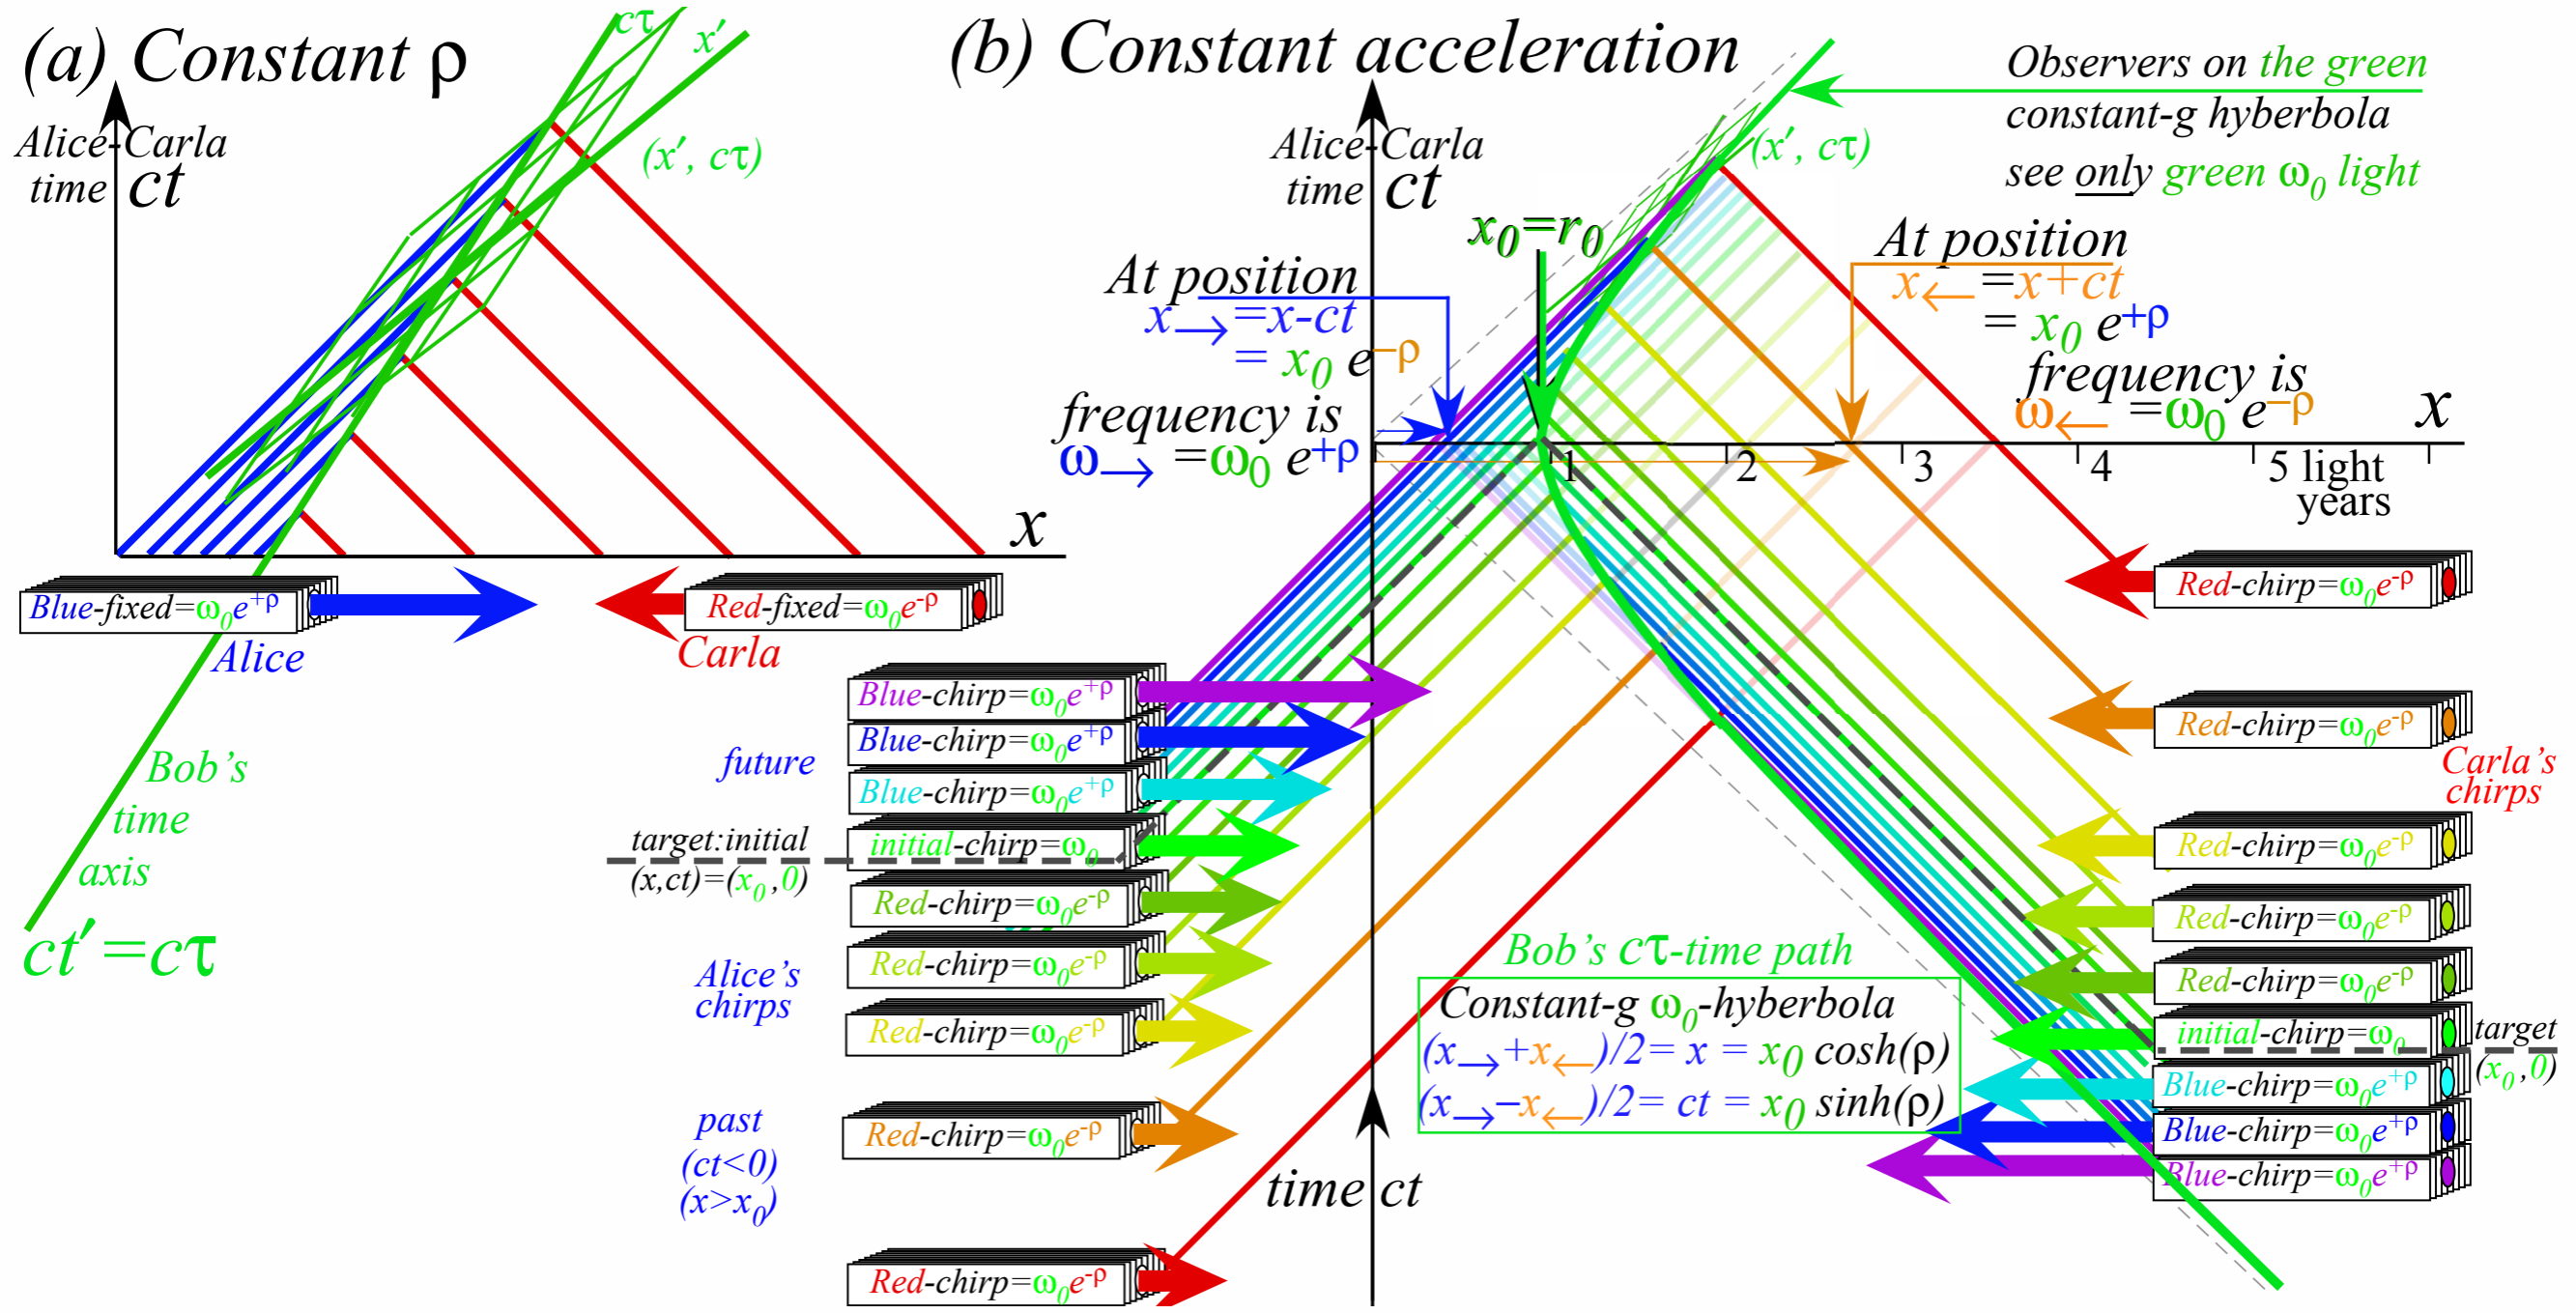 (a) Constant ρ
cτ
x′
(x′, cτ)
Alice-Carla
time ct
x
Blue-fixed=ω₀e⁺ᵖ
Red-fixed=ω₀e⁻ᵖ
Alice
Carla
Bob's
time
axis
ct′=cτ
(b) Constant acceleration
Observers on the green
constant-g hyberbola
see only green ω₀ light
Alice-Carla
time ct
(x′, cτ)
x₀=r₀
At position
x→=x-ct
= x₀ e⁻ᵖ
frequency is
ω→ =ω₀ e⁺ᵖ
At position
x←=x+ct
= x₀ e⁺ᵖ
frequency is
ω← =ω₀ e⁻ᵖ
x
1
2
3
4
5 light
years
Blue-chirp=ω₀e⁺ᵖ
Blue-chirp=ω₀e⁺ᵖ
future
Blue-chirp=ω₀e⁺ᵖ
target:initial
(x,ct)=(x₀,0)
initial-chirp=ω₀
Red-chirp=ω₀e⁻ᵖ
Alice's
chirps
Red-chirp=ω₀e⁻ᵖ
Red-chirp=ω₀e⁻ᵖ
past
(ct<0)
(x>x₀)
Red-chirp=ω₀e⁻ᵖ
Red-chirp=ω₀e⁻ᵖ
Bob's cτ-time path
Constant-g ω₀-hyberbola
(x→+x←)/2= x = x₀ cosh(ρ)
(x→−x←)/2= ct = x₀ sinh(ρ)
time ct
Red-chirp=ω₀e⁻ᵖ
Red-chirp=ω₀e⁻ᵖ
Carla's
chirps
Red-chirp=ω₀e⁻ᵖ
Red-chirp=ω₀e⁻ᵖ
Red-chirp=ω₀e⁻ᵖ
initial-chirp=ω₀
target
(x₀,0)
Blue-chirp=ω₀e⁺ᵖ
Blue-chirp=ω₀e⁺ᵖ
Blue-chirp=ω₀e⁺ᵖ